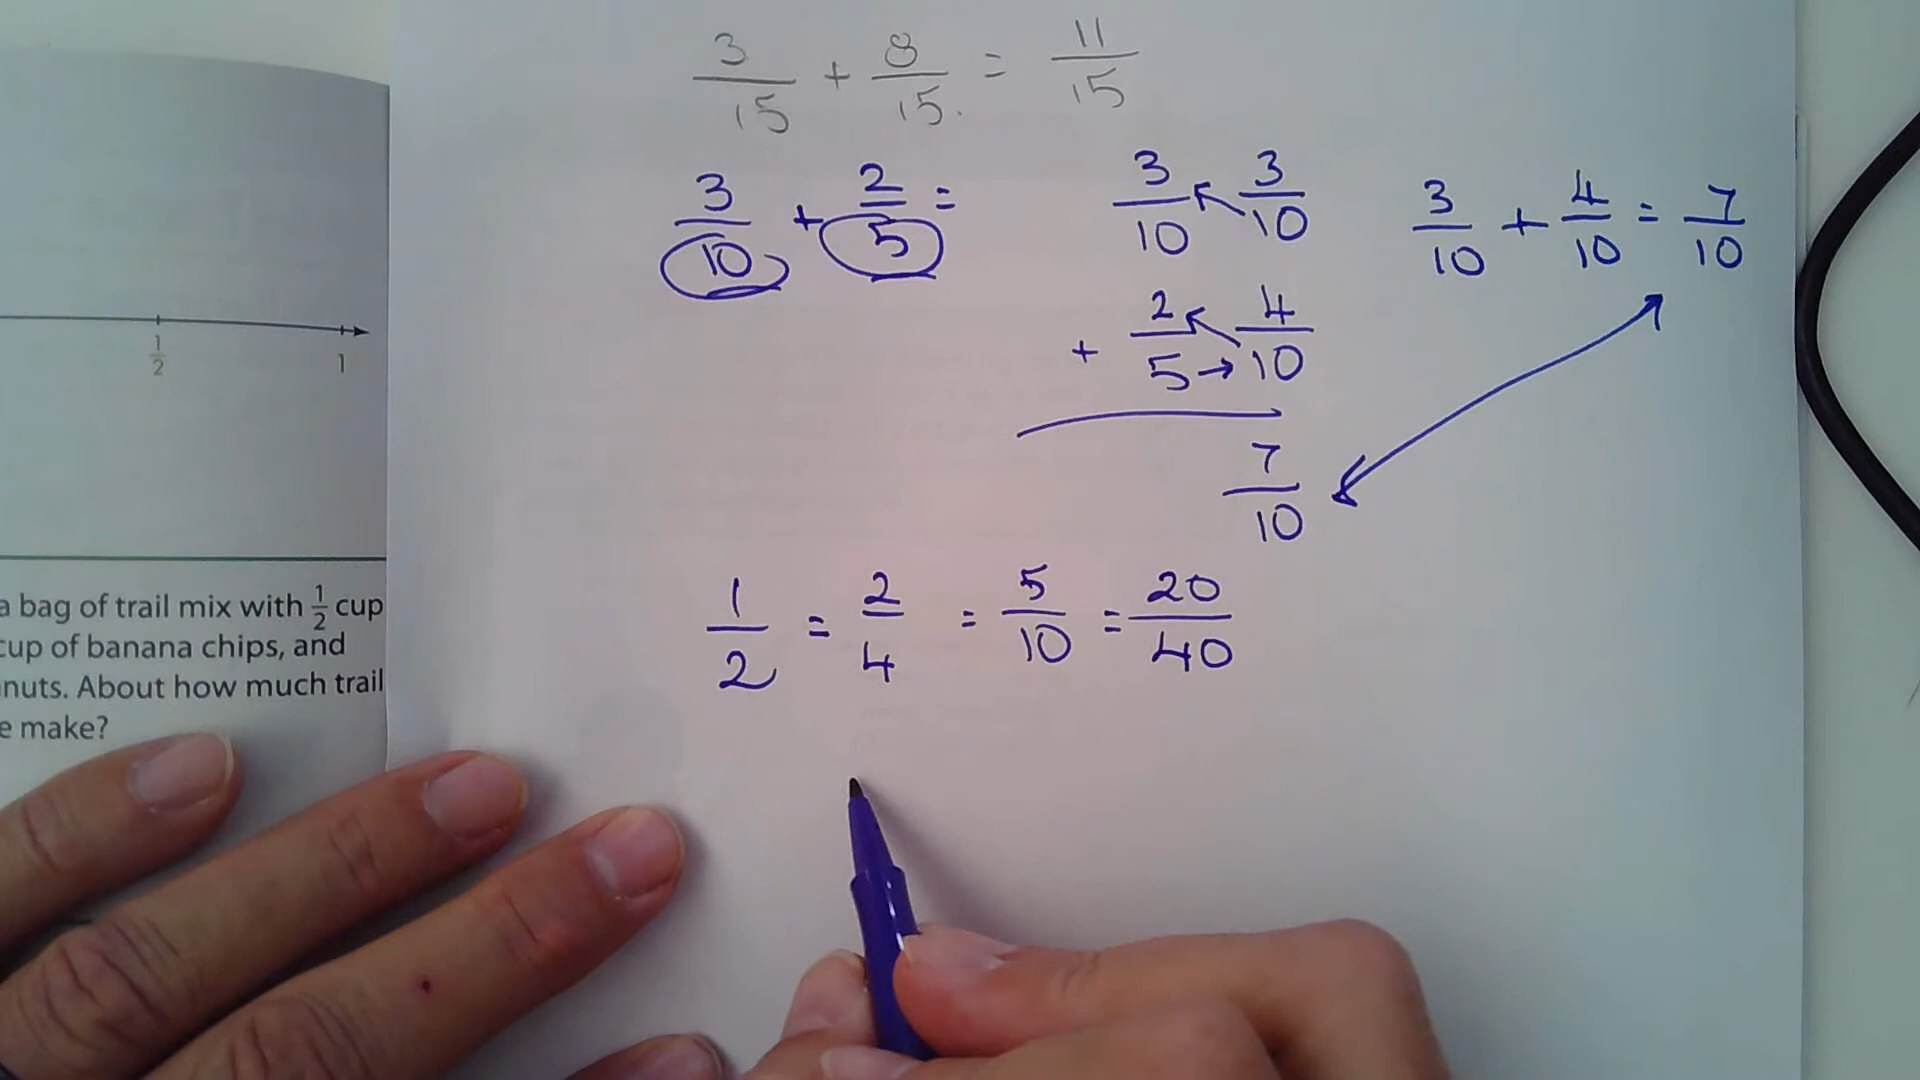 3/15 + 8/15. = 11/15
3/10 + 2/5 =
3/10 3/10
+ 2/5 → 4/10
7/10
3/10 + 4/10 = 7/10
1/2 = 2/4 = 5/10 = 20/40
1/2 1
a bag of trail mix with 1/2 cup
cup of banana chips, and
nuts. About how much trail
e make?